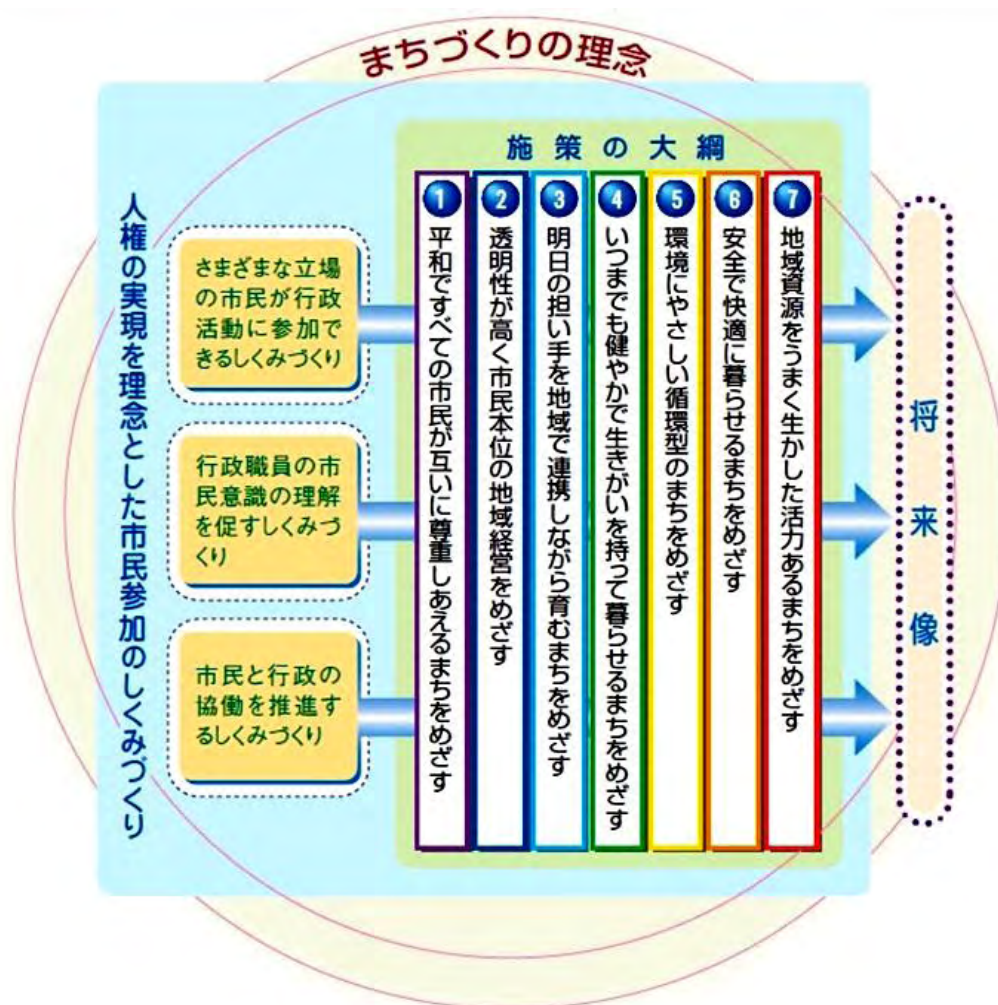 まちづくりの理念
人権の実現を理念とした市民参加のしくみづくり
さまざまな立場
の市民が行政
活動に参加で
きるしくみづくり
行政職員の市
民意識の理解
を促すしくみづ
くり
市民と行政の
協働を推進す
るしくみづくり
施策の大綱
1 平和ですべての市民が互いに尊重しあえるまちをめざす
2 透明性が高く市民本位の地域経営をめざす
3 明日の担い手を地域で連携しながら育むまちをめざす
4 いつまでも健やかで生きがいを持って暮らせるまちをめざす
5 環境にやさしい循環型のまちをめざす
6 安全で快適に暮らせるまちをめざす
7 地域資源をうまく生かした活力あるまちをめざす
将来像